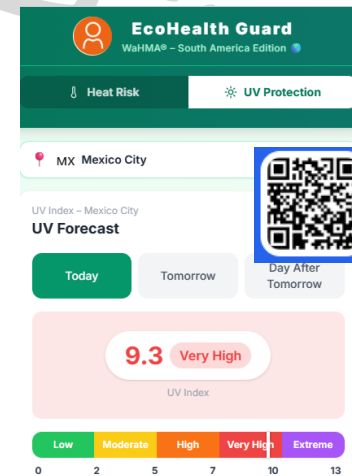 EcoHealth Guard
WaHMA® – South America Edition
Heat Risk
UV Protection
MX Mexico City
UV Index – Mexico City
UV Forecast
Today
Tomorrow
Day After
Tomorrow
9.3 Very High
UV Index
Low Moderate High Very High Extreme
0 2 5 7 10 13